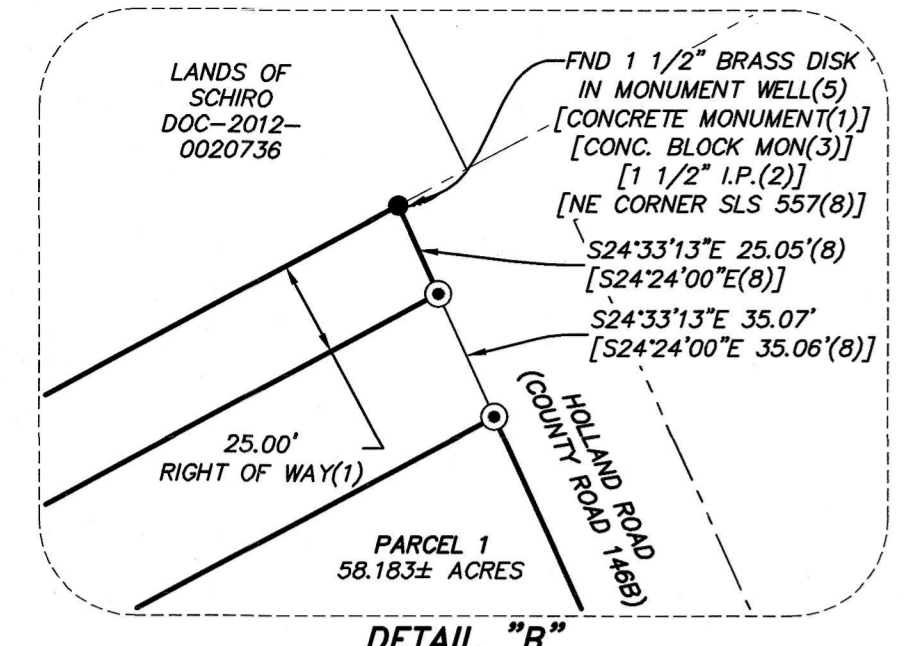 LANDS OF
SCHIRO
DOC-2012-
0020736
FND 1 1/2" BRASS DISK
IN MONUMENT WELL(5)
[CONCRETE MONUMENT(1)]
[CONC. BLOCK MON(3)]
[1 1/2" I.P.(2)]
[NE CORNER SLS 557(8)]
S24°33'13"E 25.05'(8)
[S24°24'00"E(8)]
S24°33'13"E 35.07'
[S24°24'00"E 35.06'(8)]
25.00'
RIGHT OF WAY(1)
HOLLAND ROAD
(COUNTY ROAD 146B)
PARCEL 1
58.183± ACRES
DETAIL "B"